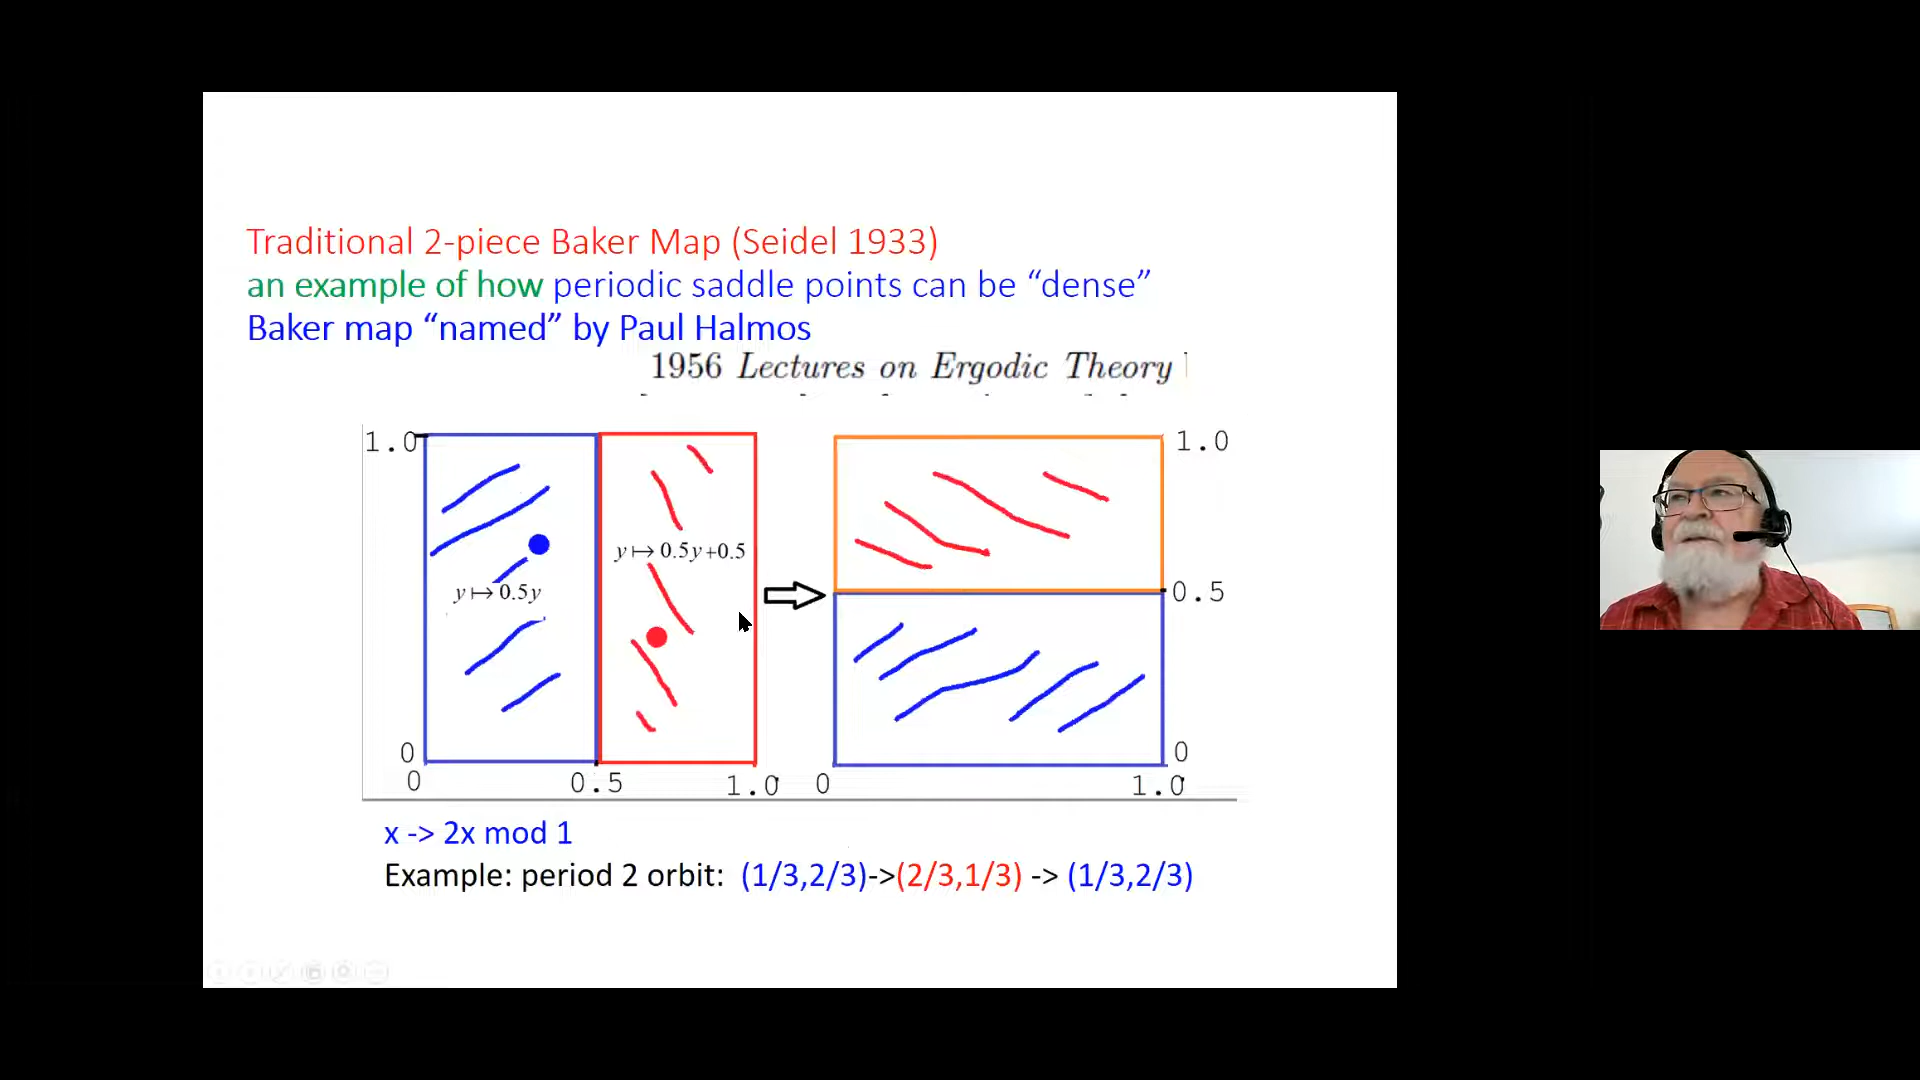 Traditional 2-piece Baker Map (Seidel 1933)
an example of how periodic saddle points can be “dense”
Baker map “named” by Paul Halmos
1956 Lectures on Ergodic Theory
1.0
y ↦ 0.5y
y ↦ 0.5y+0.5
0
0
0.5
1.0
1.0
0.5
0
0
1.0
x -> 2x mod 1
Example: period 2 orbit: (1/3,2/3)->(2/3,1/3) -> (1/3,2/3)